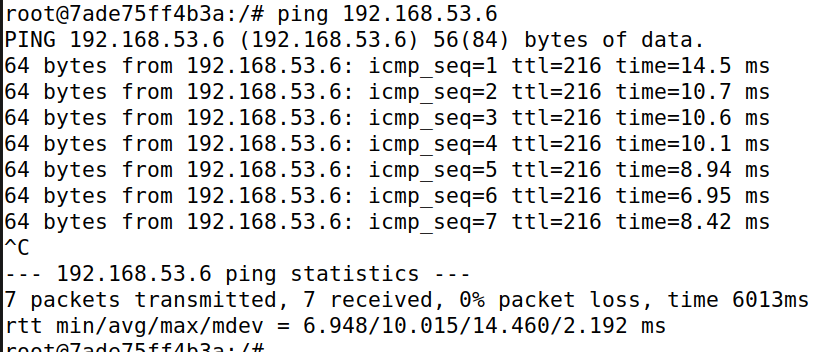 root@7ade75ff4b3a:/# ping 192.168.53.6
PING 192.168.53.6 (192.168.53.6) 56(84) bytes of data.
64 bytes from 192.168.53.6: icmp_seq=1 ttl=216 time=14.5 ms
64 bytes from 192.168.53.6: icmp_seq=2 ttl=216 time=10.7 ms
64 bytes from 192.168.53.6: icmp_seq=3 ttl=216 time=10.6 ms
64 bytes from 192.168.53.6: icmp_seq=4 ttl=216 time=10.1 ms
64 bytes from 192.168.53.6: icmp_seq=5 ttl=216 time=8.94 ms
64 bytes from 192.168.53.6: icmp_seq=6 ttl=216 time=6.95 ms
64 bytes from 192.168.53.6: icmp_seq=7 ttl=216 time=8.42 ms
^C
--- 192.168.53.6 ping statistics ---
7 packets transmitted, 7 received, 0% packet loss, time 6013ms
rtt min/avg/max/mdev = 6.948/10.015/14.460/2.192 ms
root@7ade75ff4b3a:/#